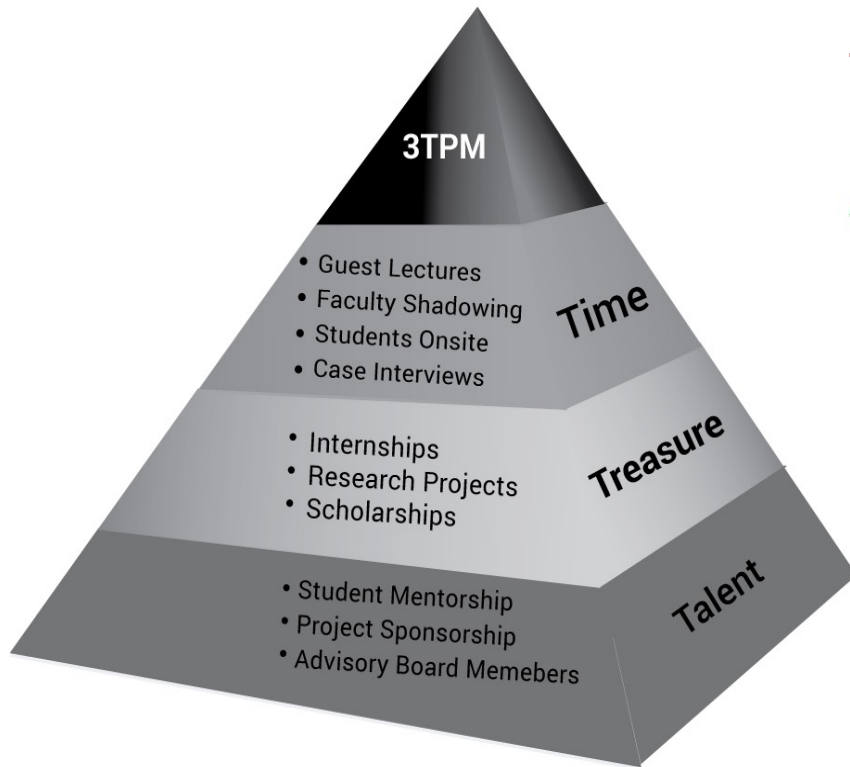 3TPM
• Guest Lectures
• Faculty Shadowing
• Students Onsite
• Case Interviews
Time
• Internships
• Research Projects
• Scholarships
Treasure
• Student Mentorship
• Project Sponsorship
• Advisory Board Memebers
Talent